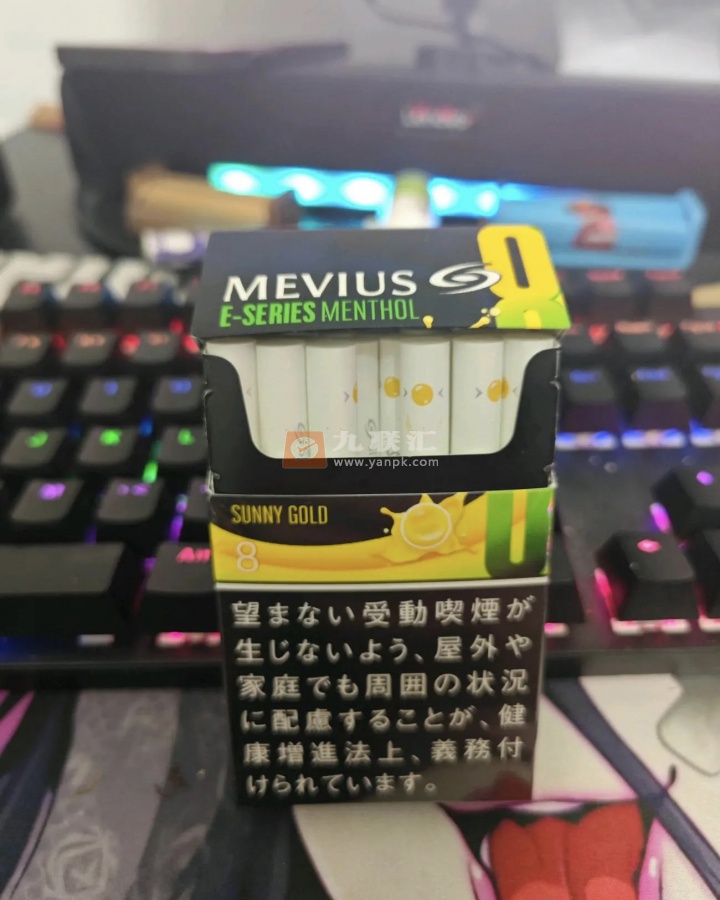 MEVIUS
E-SERIES MENTHOL
九联汇
www.yanpk.com
SUNNY GOLD
8
望まない受動喫煙が
生じないよう、屋外や
家庭でも周囲の状況
に配慮することが、健
康増進法上、義務付
けられています。